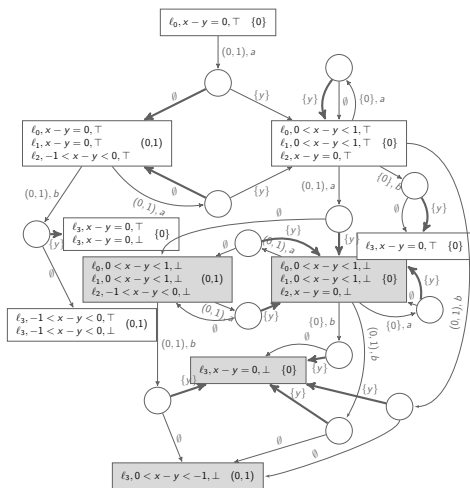 ℓ₀, x − y = 0, ⊤ {0}
(0, 1), a
∅
{y}
{y}
∅
{0}, a
ℓ₀, x − y = 0, ⊤
ℓ₁, x − y = 0, ⊤ (0,1)
ℓ₂, −1 < x − y < 0, ⊤
ℓ₀, 0 < x − y < 1, ⊤
ℓ₁, 0 < x − y < 1, ⊤ {0}
ℓ₂, x − y = 0, ⊤
(0, 1), b
(0, 1), a
∅
{y}
(0, 1), a
{0}, b
∅
{y}
{y}
∅
ℓ₃, x − y = 0, ⊤ {0}
ℓ₃, x − y = 0, ⊥
∅
{y}
(0, 1), a
∅
{y}
ℓ₃, x − y = 0, ⊤ {0}
ℓ₀, 0 < x − y < 1, ⊥
ℓ₁, 0 < x − y < 1, ⊥ (0, 1)
ℓ₂, −1 < x − y < 0, ⊥
ℓ₀, 0 < x − y < 1, ⊥
ℓ₁, 0 < x − y < 1, ⊥ {0}
ℓ₂, x − y = 0, ⊥
{y}
∅
{0}, a
(0, 1), a
∅
{y}
ℓ₃, −1 < x − y < 0, ⊤
ℓ₃, −1 < x − y < 0, ⊥ (0, 1)
(0, 1), b
{0}, b
(0, 1), b
(0, 1), b
∅
{y}
ℓ₃, x − y = 0, ⊥ {0}
{y}
{y}
{y}
∅
∅
∅
ℓ₃, 0 < x − y < −1, ⊥ (0, 1)